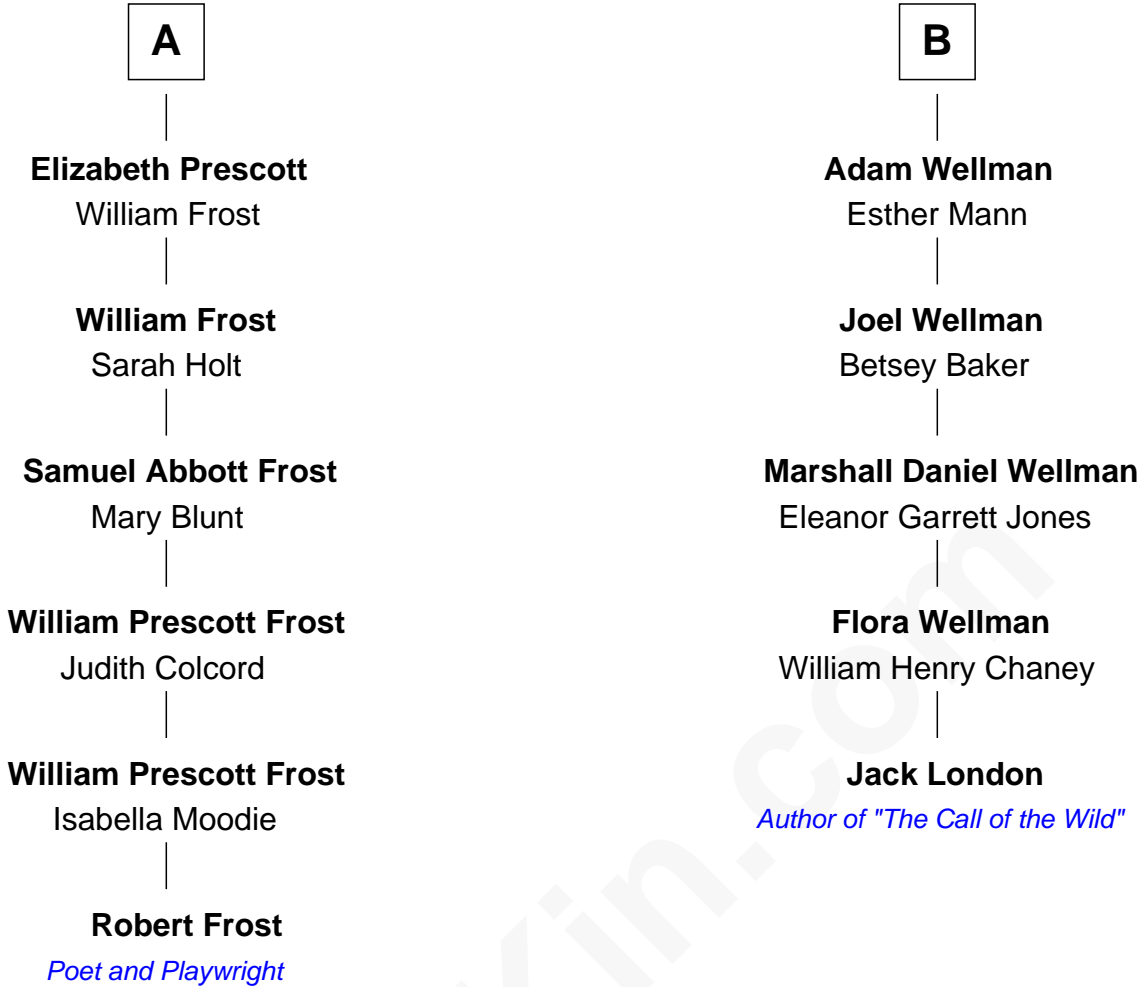 A
Elizabeth Prescott
William Frost
William Frost
Sarah Holt
Samuel Abbott Frost
Mary Blunt
William Prescott Frost
Judith Colcord
William Prescott Frost
Isabella Moodie
Robert Frost
Poet and Playwright
B
Adam Wellman
Esther Mann
Joel Wellman
Betsey Baker
Marshall Daniel Wellman
Eleanor Garrett Jones
Flora Wellman
William Henry Chaney
Jack London
Author of "The Call of the Wild"
Kin.com